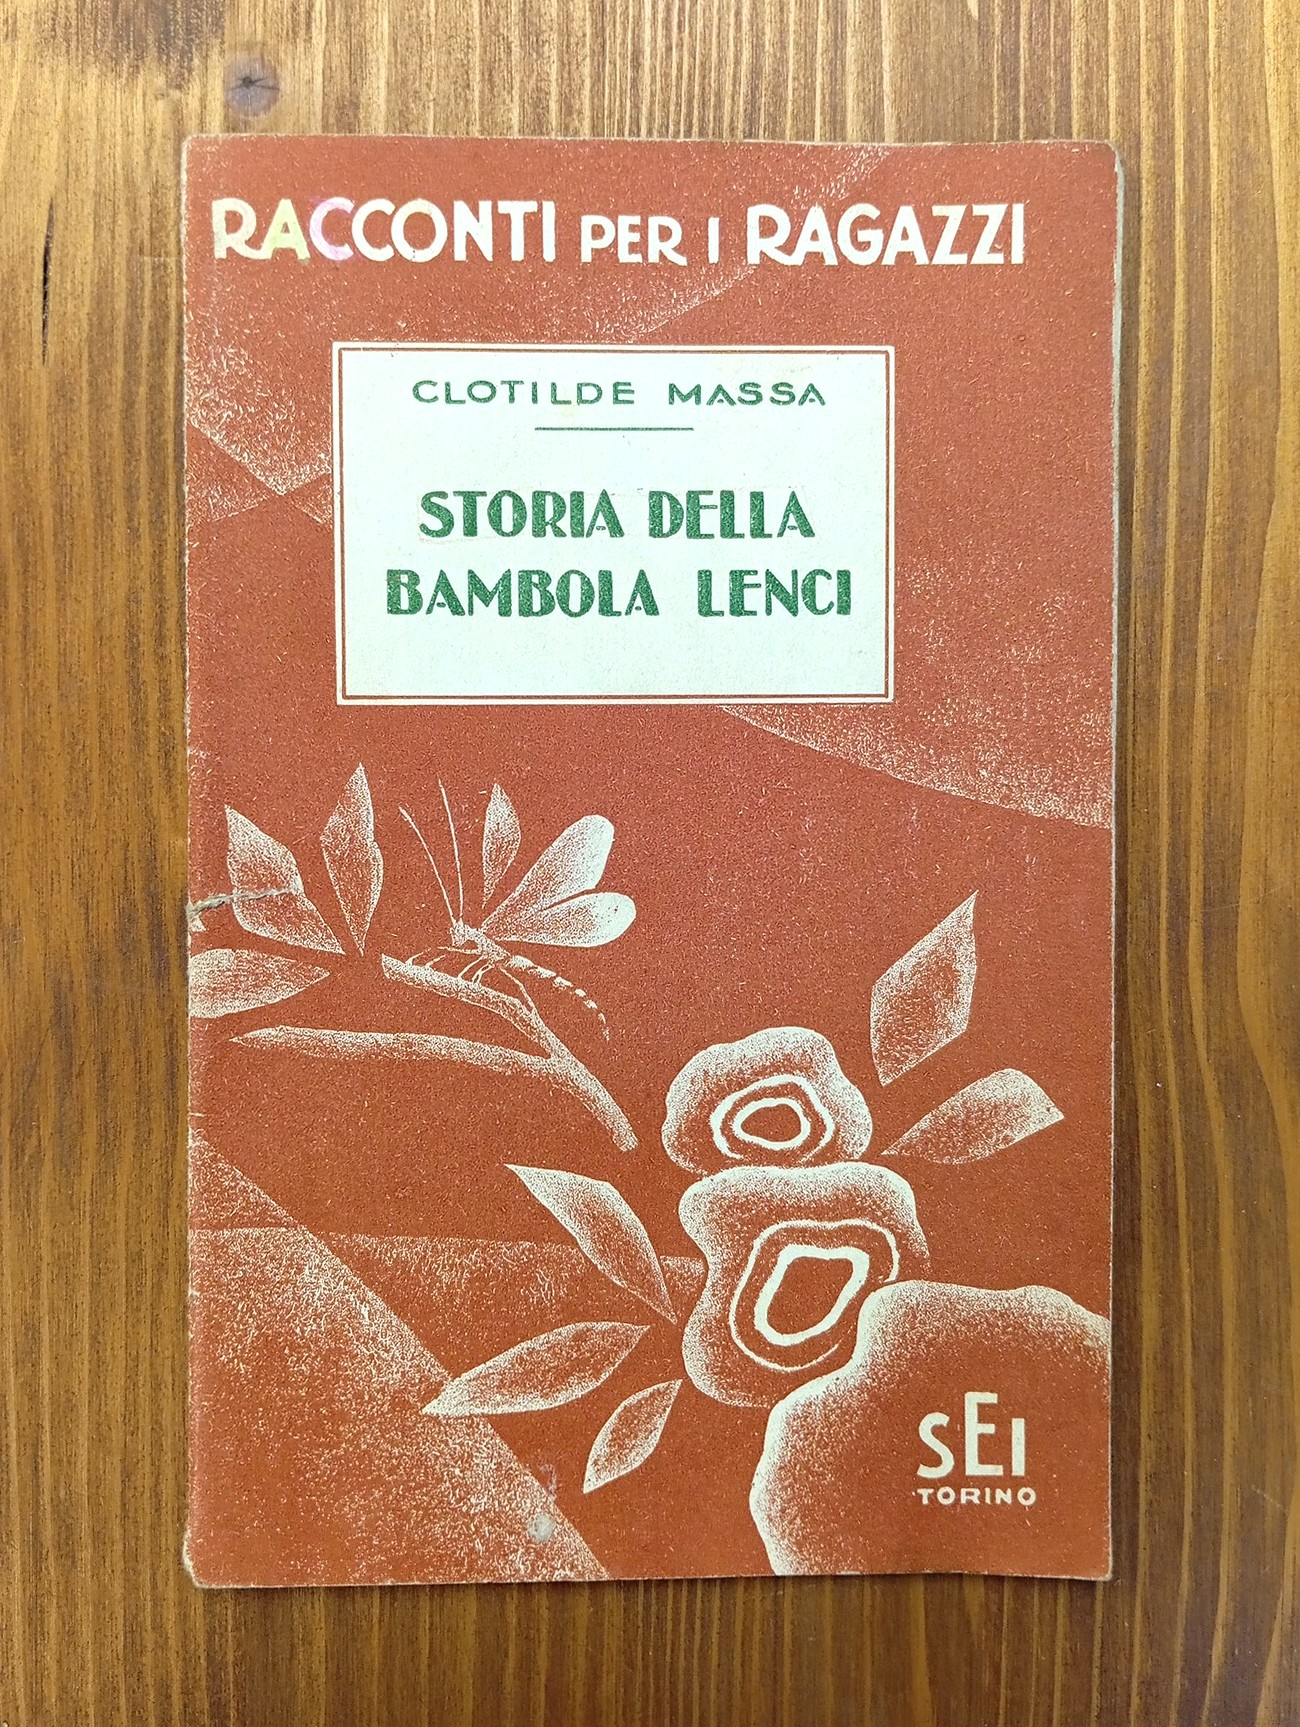 RACCONTI PER I RAGAZZI
CLOTILDE MASSA
STORIA DELLA
BAMBOLA LENCI
SEI
TORINO